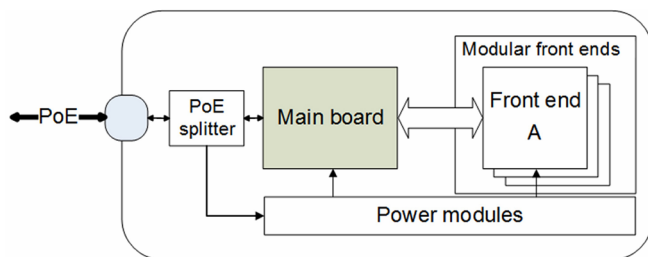 Modular front ends
PoE
PoE
splitter
Main board
Front end
A
Power modules